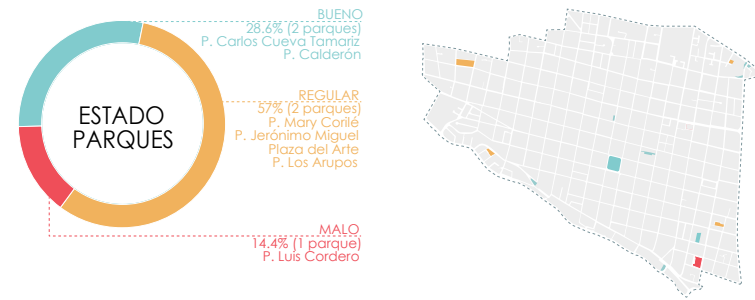 BUENO
28.6% (2 parques)
P. Carlos Cueva Tamariz
P. Calderón
ESTADO
PARQUES
REGULAR
57% (2 parques)
P. Mary Corilé
P. Jerónimo Miguel
Plaza del Arte
P. Los Arupos
MALO
14.4% (1 parque)
P. Luis Cordero